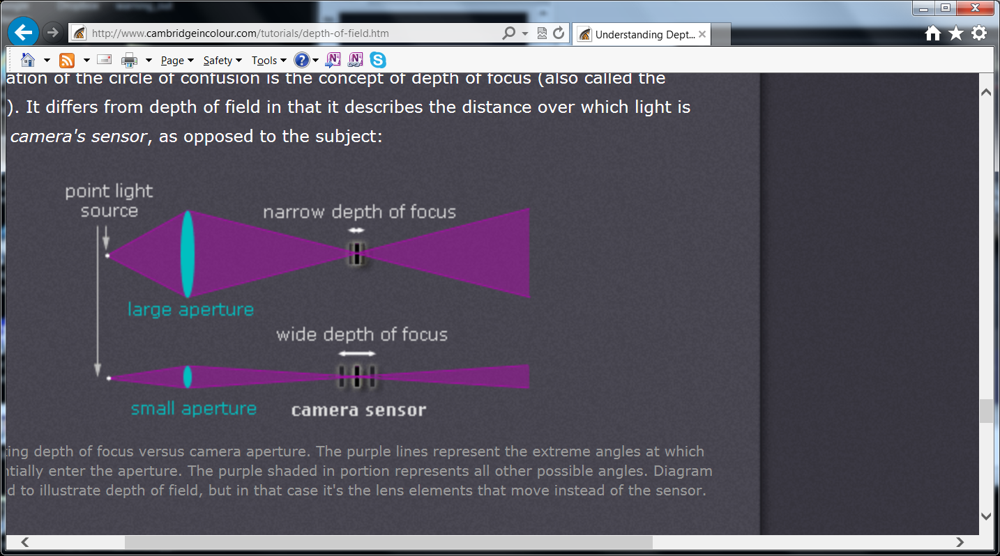 http://www.cambridgeincolour.com/tutorials/depth-of-field.htm
Understanding Dept...
Page Safety Tools
ation of the circle of confusion is the concept of depth of focus (also called the
). It differs from depth of field in that it describes the distance over which light is
camera's sensor, as opposed to the subject:
point light
source
narrow depth of focus
large aperture
wide depth of focus
small aperture
camera sensor
ing depth of focus versus camera aperture. The purple lines represent the extreme angles at which
ntially enter the aperture. The purple shaded in portion represents all other possible angles. Diagram
d to illustrate depth of field, but in that case it's the lens elements that move instead of the sensor.